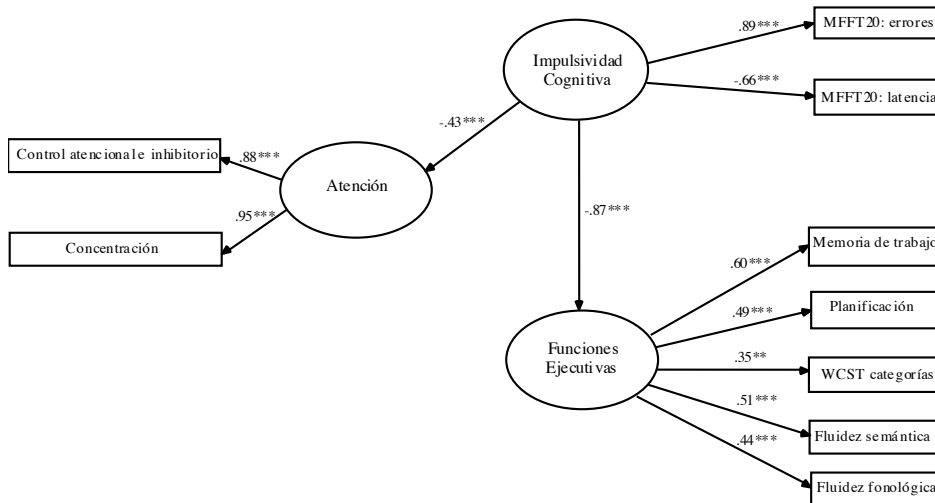 MFFT20: errores
.89***
Impulsividad
Cognitiva
-.66***
MFFT20: latencia
-.43***
Control atencional e inhibitorio
.88***
Atención
.95***
Concentración
-.87***
Memoria de trabajo
.60***
Planificación
.49***
Funciones
Ejecutivas
.35**
WCST categorías
.51***
Fluidez semántica
.44***
Fluidez fonológica